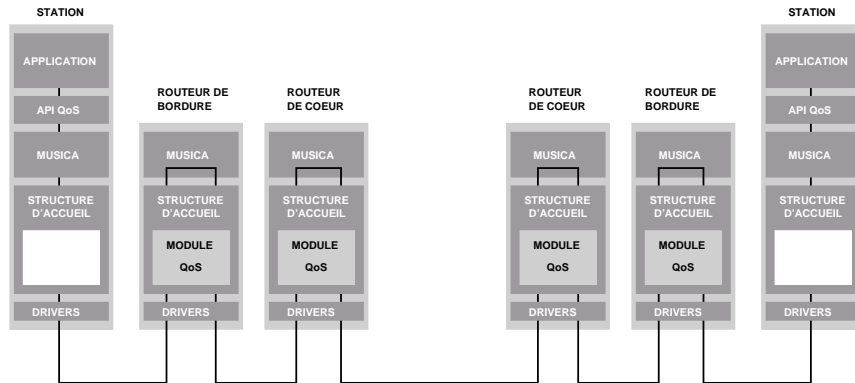 STATION
APPLICATION
API QoS
MUSICA
STRUCTURE
D'ACCUEIL
DRIVERS
ROUTEUR DE
BORDURE
MUSICA
STRUCTURE
D'ACCUEIL
MODULE
QoS
DRIVERS
ROUTEUR
DE COEUR
MUSICA
STRUCTURE
D'ACCUEIL
MODULE
QoS
DRIVERS
ROUTEUR
DE COEUR
MUSICA
STRUCTURE
D'ACCUEIL
MODULE
QoS
DRIVERS
ROUTEUR DE
BORDURE
MUSICA
STRUCTURE
D'ACCUEIL
MODULE
QoS
DRIVERS
STATION
APPLICATION
API QoS
MUSICA
STRUCTURE
D'ACCUEIL
DRIVERS